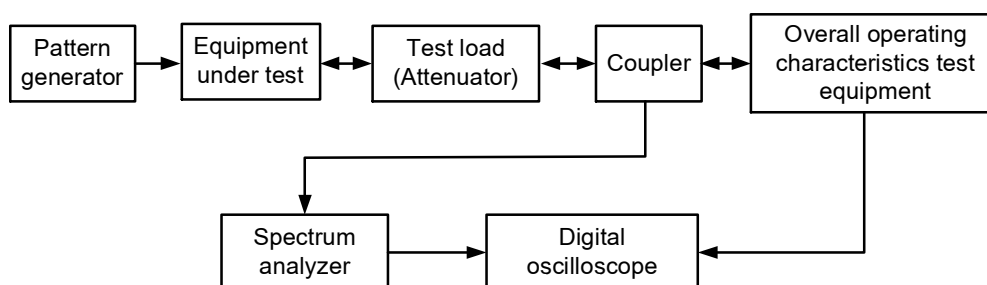 Pattern
generator
Equipment
under test
Test load
(Attenuator)
Coupler
Overall operating
characteristics test
equipment
Spectrum
analyzer
Digital
oscilloscope